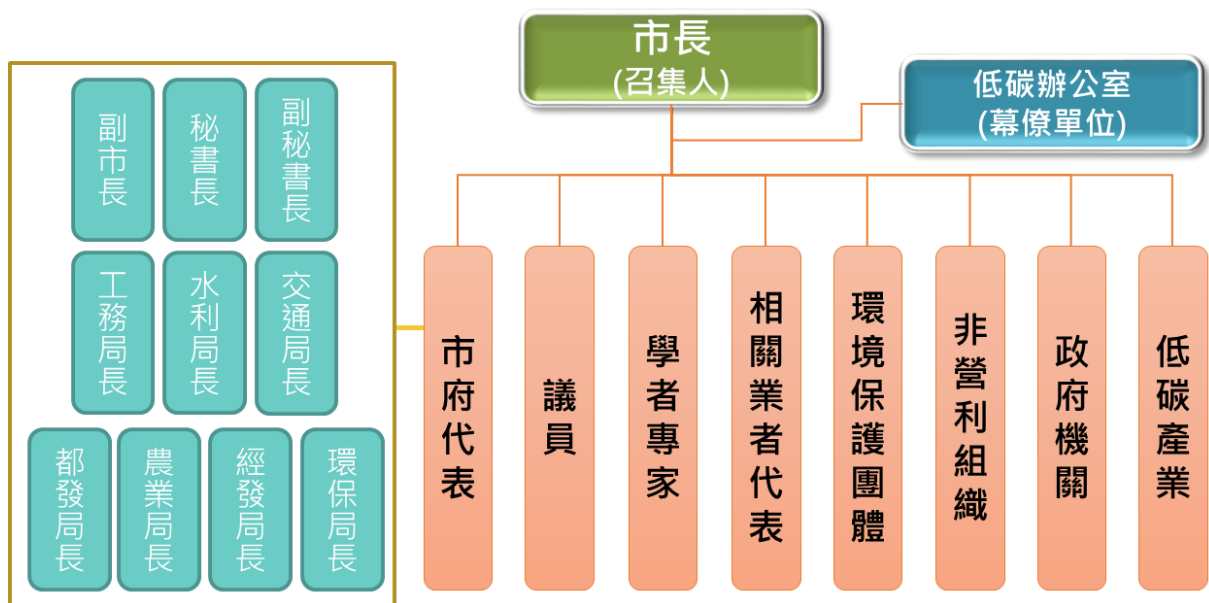 市長
(召集人)
低碳辦公室
(幕僚單位)
副市長
秘書長
副秘書長
工務局長
水利局長
交通局長
都發局長
農業局長
經發局長
環保局長
市府代表
議員
學者專家
相關業者代表
環境保護團體
非營利組織
政府機關
低碳產業